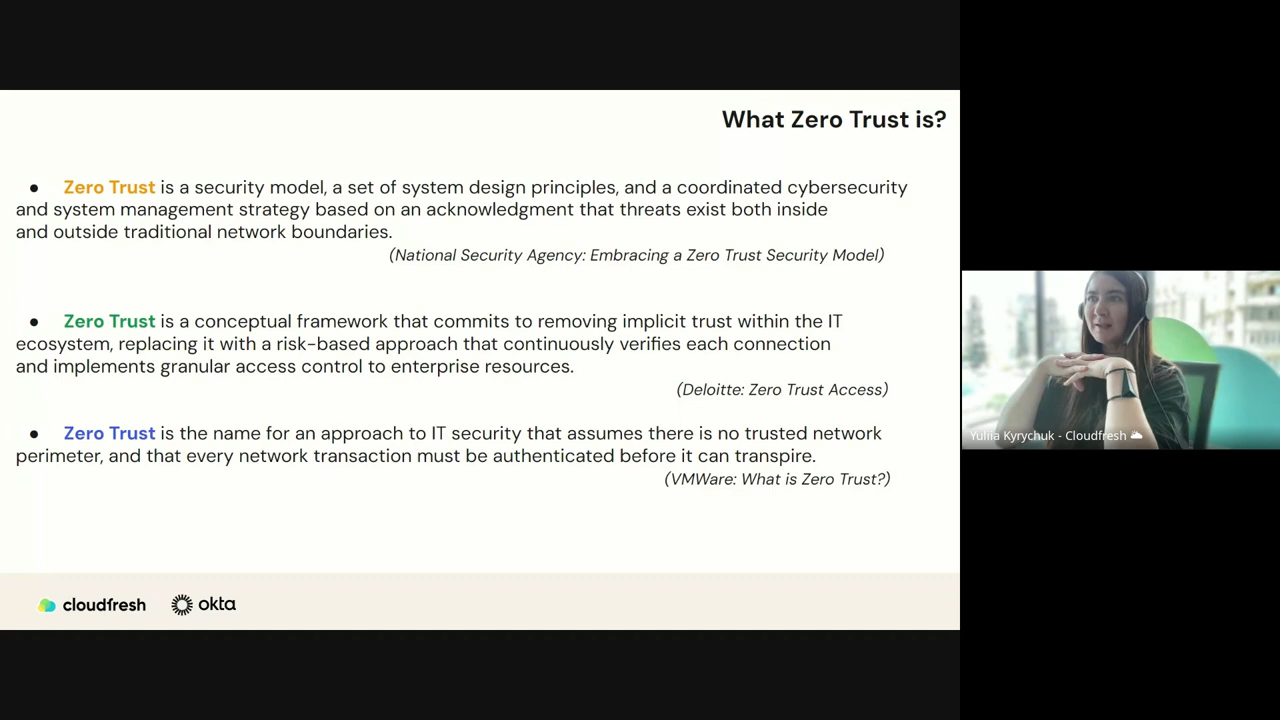 What Zero Trust is?
● Zero Trust is a security model, a set of system design principles, and a coordinated cybersecurity
and system management strategy based on an acknowledgment that threats exist both inside
and outside traditional network boundaries.
(National Security Agency: Embracing a Zero Trust Security Model)
● Zero Trust is a conceptual framework that commits to removing implicit trust within the IT
ecosystem, replacing it with a risk-based approach that continuously verifies each connection
and implements granular access control to enterprise resources.
(Deloitte: Zero Trust Access)
● Zero Trust is the name for an approach to IT security that assumes there is no trusted network
perimeter, and that every network transaction must be authenticated before it can transpire.
(VMWare: What is Zero Trust?)
cloudfresh okta
Yuliia Kyrychuk - Cloudfresh